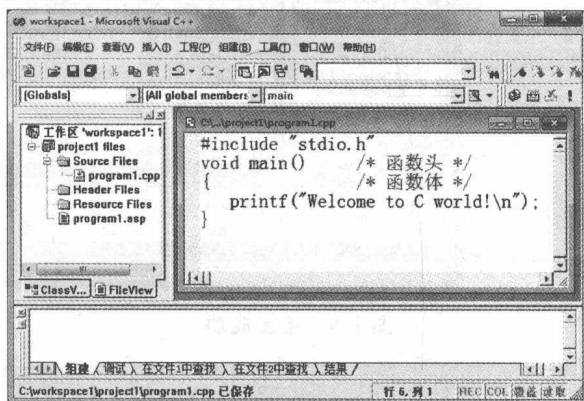 workspace1 - Microsoft Visual C++
文件(F) 编辑(E) 查看(V) 插入(I) 工程(P) 组建(B) 工具(T) 窗口(W) 帮助(H)
(Globals) (All global members main
工作区 'workspace1': 1
project1 files
Source Files
program1.cpp
Header Files
Resource Files
program1.asp
ClassV... FileView
C:\...\project1\program1.cpp
#include "stdio.h"
void main() /* 函数头 */
{ /* 函数体 */
printf("Welcome to C world!\n");
}
组建 调试 在文件1中查找 在文件2中查找 结果
C:\workspace1\project1\program1.cpp 已保存 行 6, 列 1 REC COL 覆盖 读取